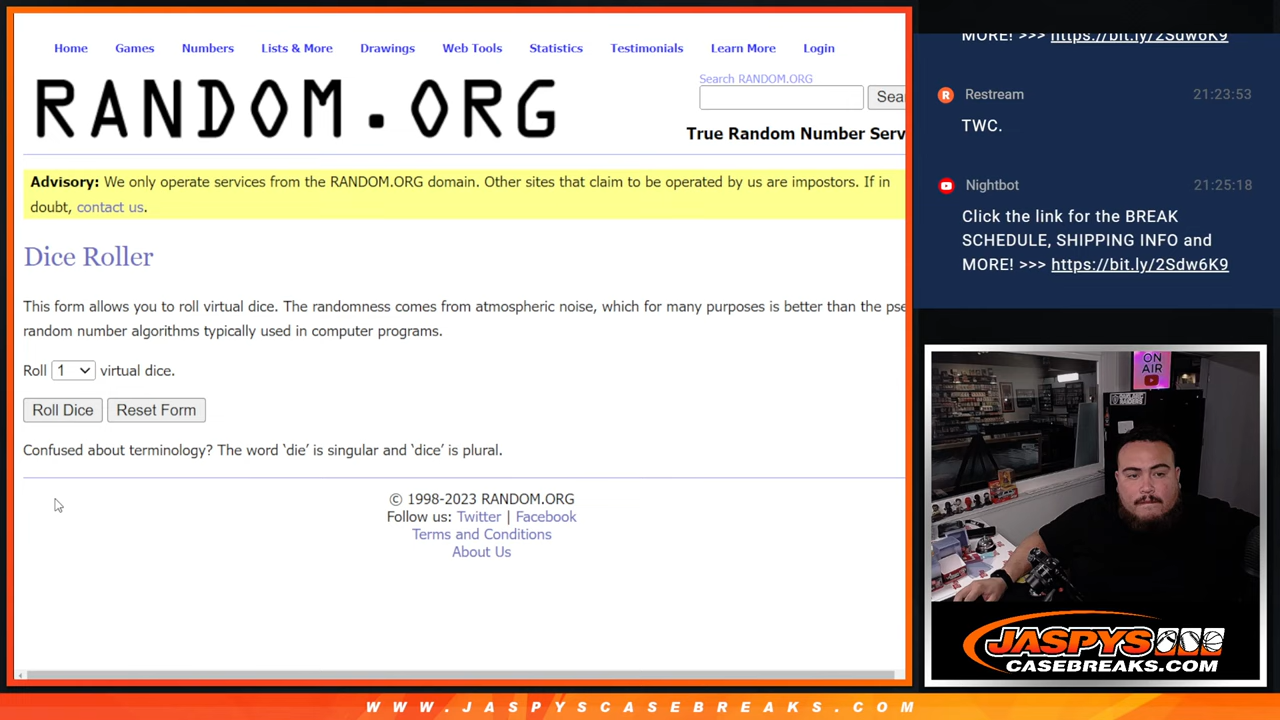 Home Games Numbers Lists & More Drawings Web Tools Statistics Testimonials Learn More Login
RANDOM.ORG
Search RANDOM.ORG
Sear
True Random Number Serv
Advisory: We only operate services from the RANDOM.ORG domain. Other sites that claim to be operated by us are impostors. If in
doubt, contact us.
Dice Roller
This form allows you to roll virtual dice. The randomness comes from atmospheric noise, which for many purposes is better than the pse
random number algorithms typically used in computer programs.
Roll 1 virtual dice.
Roll Dice Reset Form
Confused about terminology? The word ‘die’ is singular and ‘dice’ is plural.
© 1998-2023 RANDOM.ORG
Follow us: Twitter | Facebook
Terms and Conditions
About Us
MORE! >>> https://bit.ly/2Sdw6K9
Restream 21:23:53
TWC.
Nightbot 21:25:18
Click the link for the BREAK
SCHEDULE, SHIPPING INFO and
MORE! >>> https://bit.ly/2Sdw6K9
ON
AIR
JASPYS
CASEBREAKS.COM
WWW.JASPYSCASEBREAKS.COM